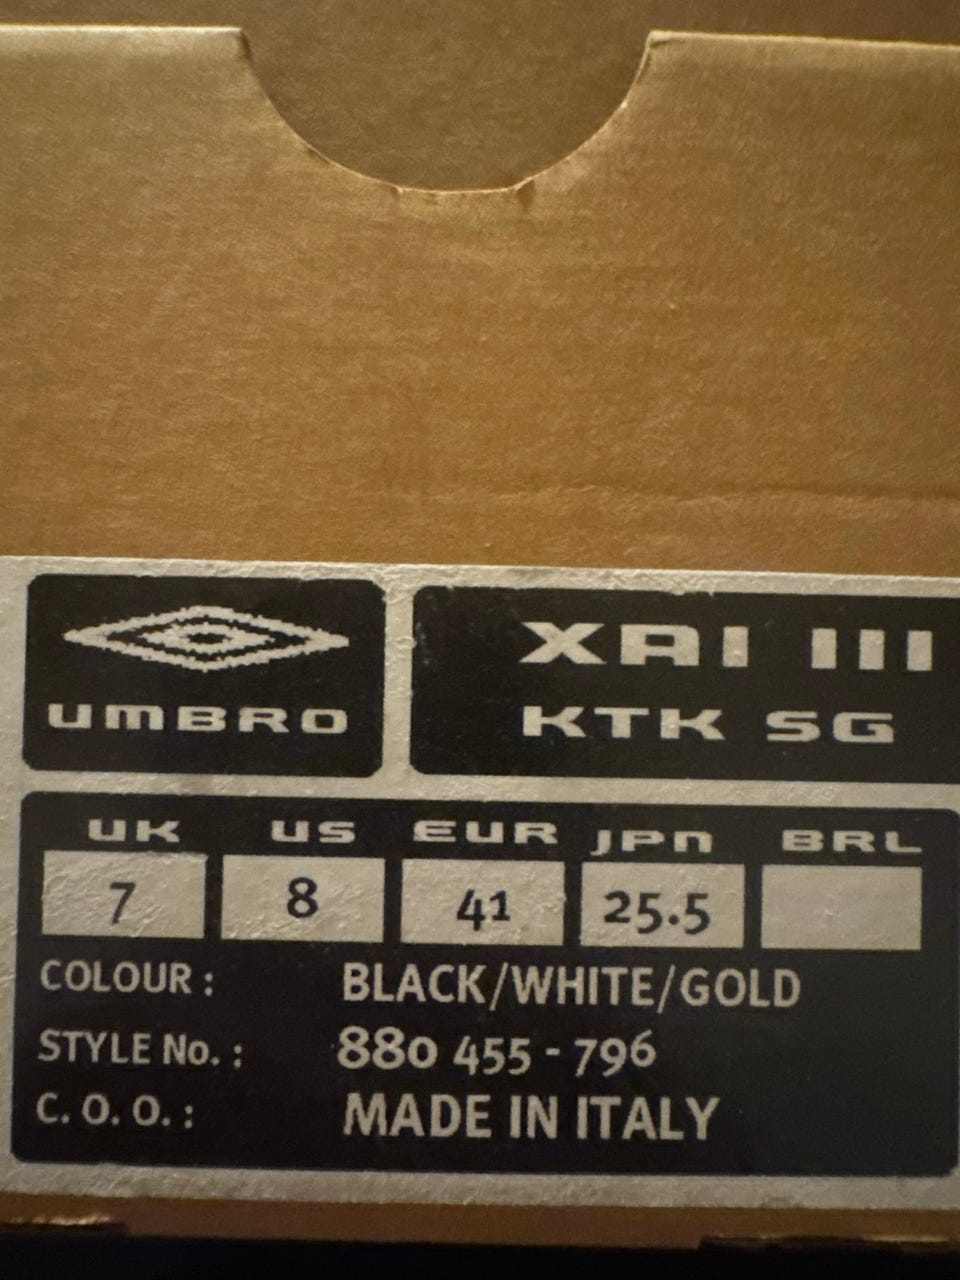 UMBRO
XAI III
KTK SG
UK US EUR JPN BRL
7 8 41 25.5
COLOUR : BLACK/WHITE/GOLD
STYLE No. : 880 455 - 796
C. O. O. : MADE IN ITALY